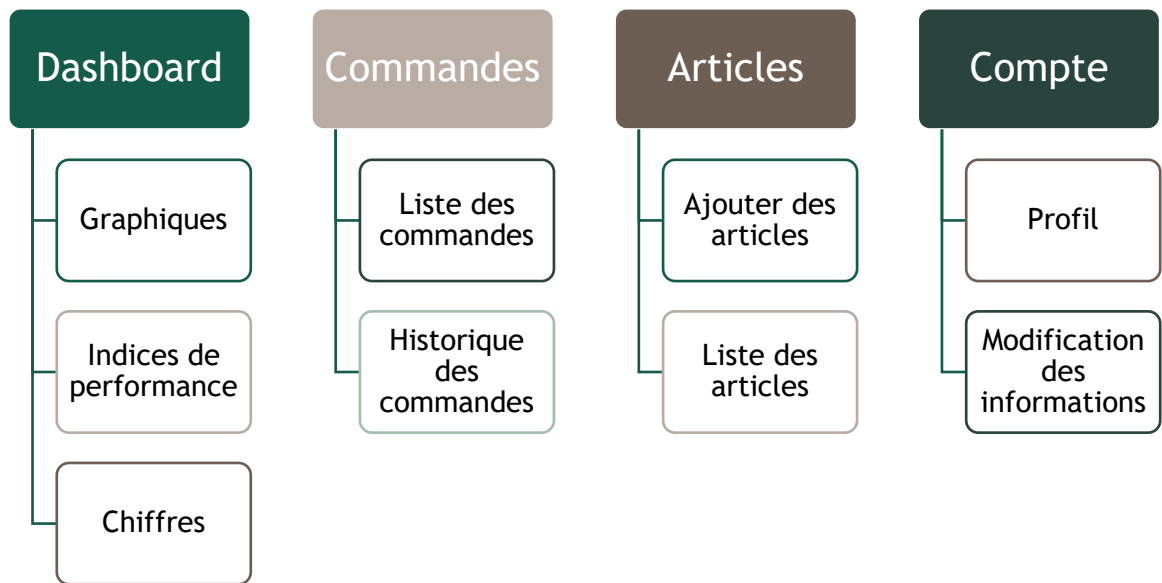 Dashboard
Graphiques
Indices de
performance
Chiffres
Commandes
Liste des
commandes
Historique
des
commandes
Articles
Ajouter des
articles
Liste des
articles
Compte
Profil
Modification
des
informations